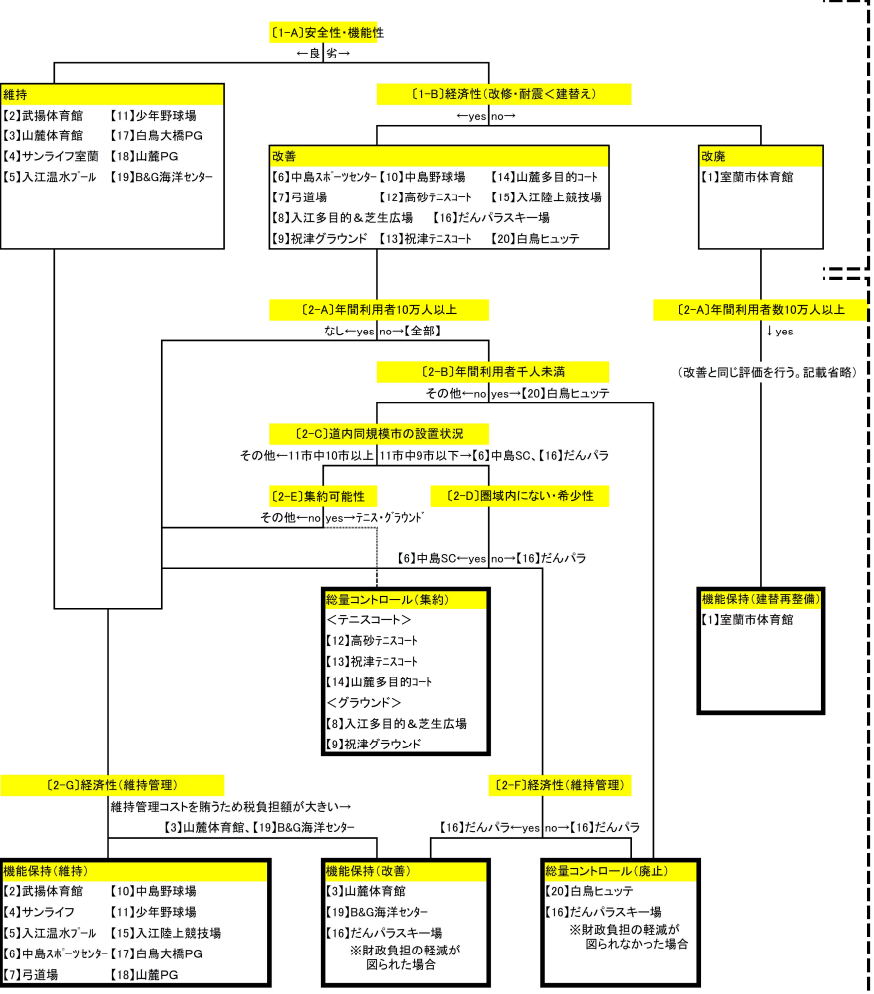 〔1-A〕安全性・機能性
←良 劣→
維持
【2】武揚体育館 【11】少年野球場
【3】山麓体育館 【17】白鳥大橋PG
【4】サンライフ室蘭 【18】山麓PG
【5】入江温水プール 【19】B&G海洋センター
〔1-B〕経済性(改修・耐震<建替え)
←yes no→
改善
【6】中島スポーツセンター 【10】中島野球場 【14】山麓多目的コート
【7】弓道場 【12】高砂テニスコート 【15】入江陸上競技場
【8】入江多目的&芝生広場 【16】だんパラスキー場
【9】祝津グラウンド 【13】祝津テニスコート 【20】白鳥ヒュッテ
改廃
【1】室蘭市体育館
〔2-A〕年間利用者10万人以上
なし←yes no→【全部】
〔2-A〕年間利用者数10万人以上
↓yes
(改善と同じ評価を行う。記載省略)
〔2-B〕年間利用者千人未満
その他←no yes→【20】白鳥ヒュッテ
〔2-C〕道内同規模市の設置状況
その他←11市中10市以上 11市中9市以下→【6】中島SC、【16】だんパラ
〔2-E〕集約可能性
〔2-D〕圏域内にない・希少性
その他←no yes→テニス・グラウンド
【6】中島SC←yes no→【16】だんパラ
総量コントロール(集約)
<テニスコート>
【12】高砂テニスコート
【13】祝津テニスコート
【14】山麓多目的コート
<グラウンド>
【8】入江多目的&芝生広場
【9】祝津グラウンド
機能保持(建替再整備)
【1】室蘭市体育館
〔2-G〕経済性(維持管理)
維持管理コストを賄うため税負担額が大きい→
【3】山麓体育館、【19】B&G海洋センター
〔2-F〕経済性(維持管理)
【16】だんパラ←yes no→【16】だんパラ
機能保持(維持)
【2】武揚体育館 【10】中島野球場
【4】サンライフ 【11】少年野球場
【5】入江温水プール 【15】入江陸上競技場
【6】中島スポーツセンター 【17】白鳥大橋PG
【7】弓道場 【18】山麓PG
機能保持(改善)
【3】山麓体育館
【19】B&G海洋センター
【16】だんパラスキー場
※財政負担の軽減が
図られた場合
総量コントロール(廃止)
【20】白鳥ヒュッテ
【16】だんパラスキー場
※財政負担の軽減が
図られなかった場合